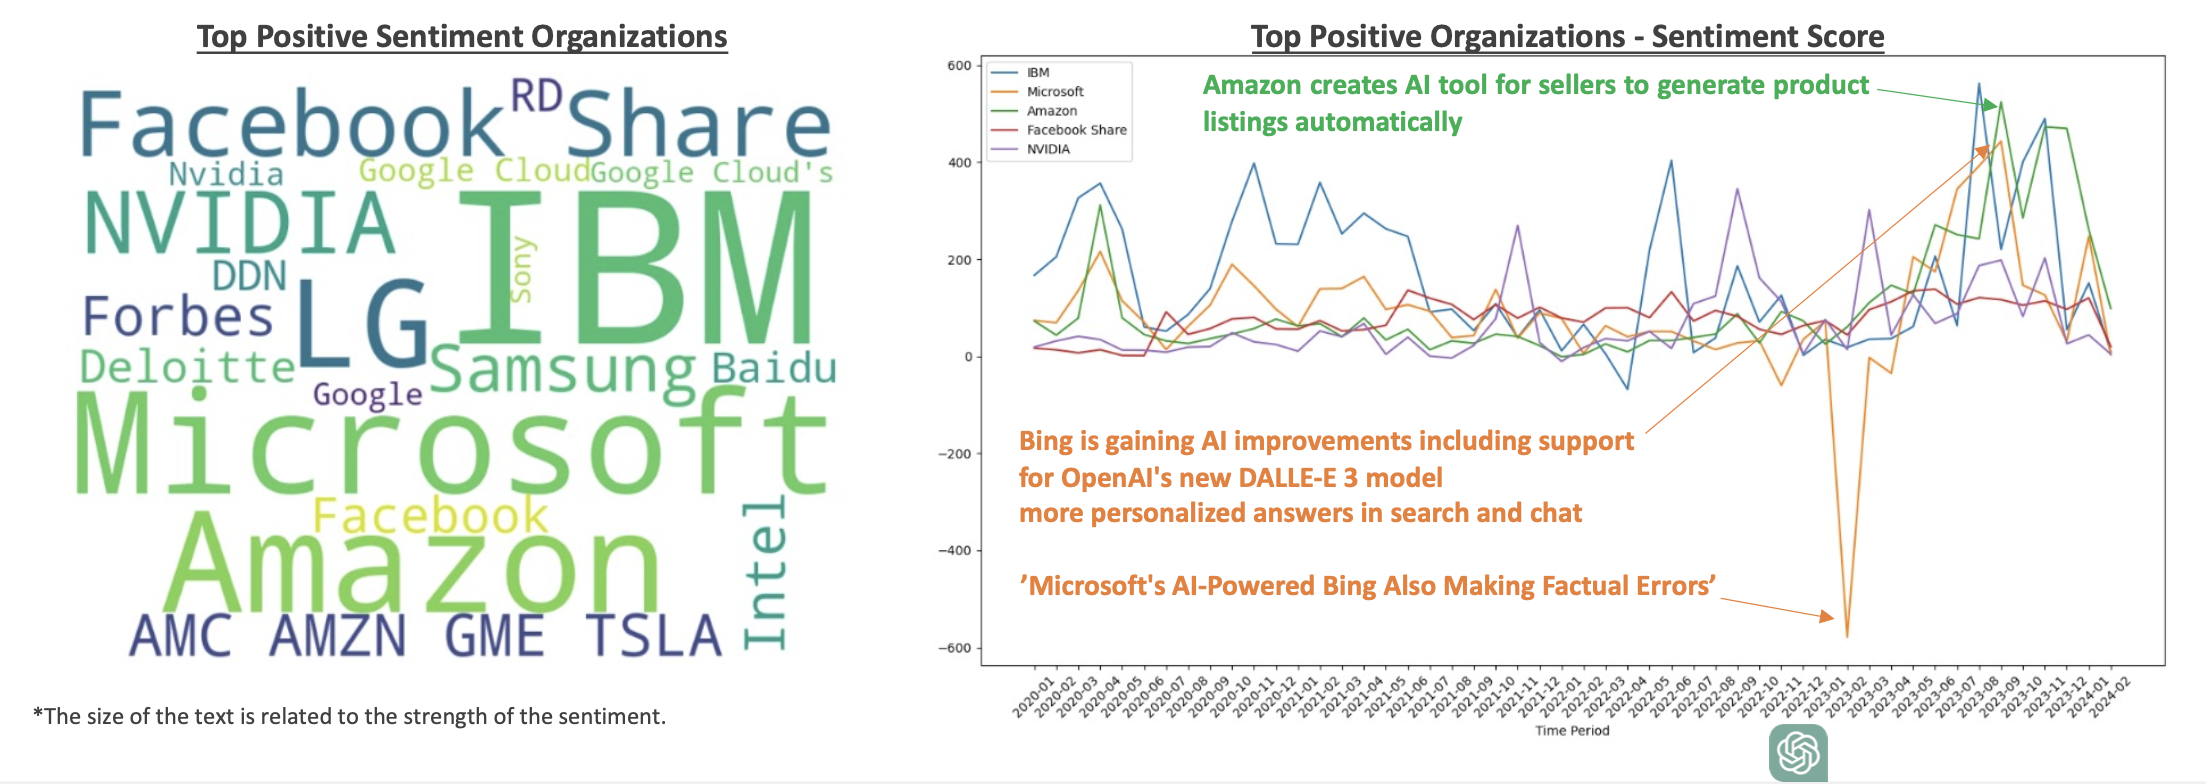 Top Positive Sentiment Organizations
Facebook Share
RD
Nvidia
Google Cloud
Google Cloud's
NVIDIA
IBM
Sony
DDN
LG
Forbes
Deloitte
Samsung
Baidu
Google
Microsoft
Facebook
Amazon
Intel
AMC AMZN GME TSLA
*The size of the text is related to the strength of the sentiment.
Top Positive Organizations - Sentiment Score
IBM
Microsoft
Amazon
Facebook Share
NVIDIA
Amazon creates AI tool for sellers to generate product
listings automatically
Bing is gaining AI improvements including support
for OpenAI's new DALLE-E 3 model
more personalized answers in search and chat
’Microsoft's AI-Powered Bing Also Making Factual Errors’
600
400
200
0
−200
−400
−600
2020-01
2020-02
2020-03
2020-04
2020-05
2020-06
2020-07
2020-08
2020-09
2020-10
2020-11
2020-12
2021-01
2021-02
2021-03
2021-04
2021-05
2021-06
2021-07
2021-08
2021-09
2021-10
2021-11
2021-12
2022-01
2022-02
2022-03
2022-04
2022-05
2022-06
2022-07
2022-08
2022-09
2022-10
2022-11
2022-12
2023-01
2023-02
2023-03
2023-04
2023-05
2023-06
2023-07
2023-08
2023-09
2023-10
2023-11
2023-12
2024-01
2024-02
Time Period